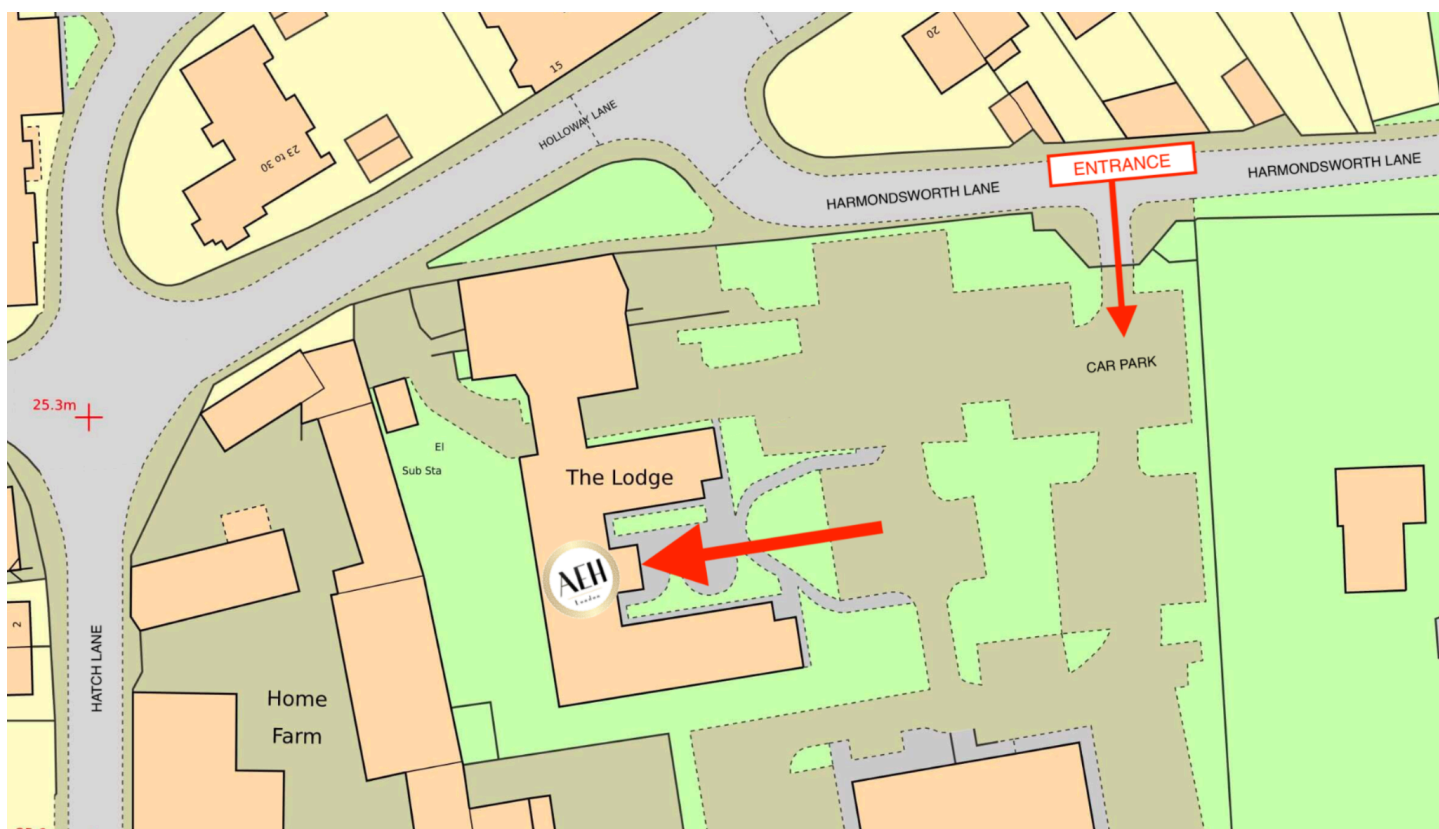 20
15
HOLLOWAY LANE
23 to 30
ENTRANCE
HARMONDSWORTH LANE
HARMONDSWORTH LANE
CAR PARK
25.3m
El
Sub Sta
The Lodge
AEH
London
2
HATCH LANE
Home
Farm